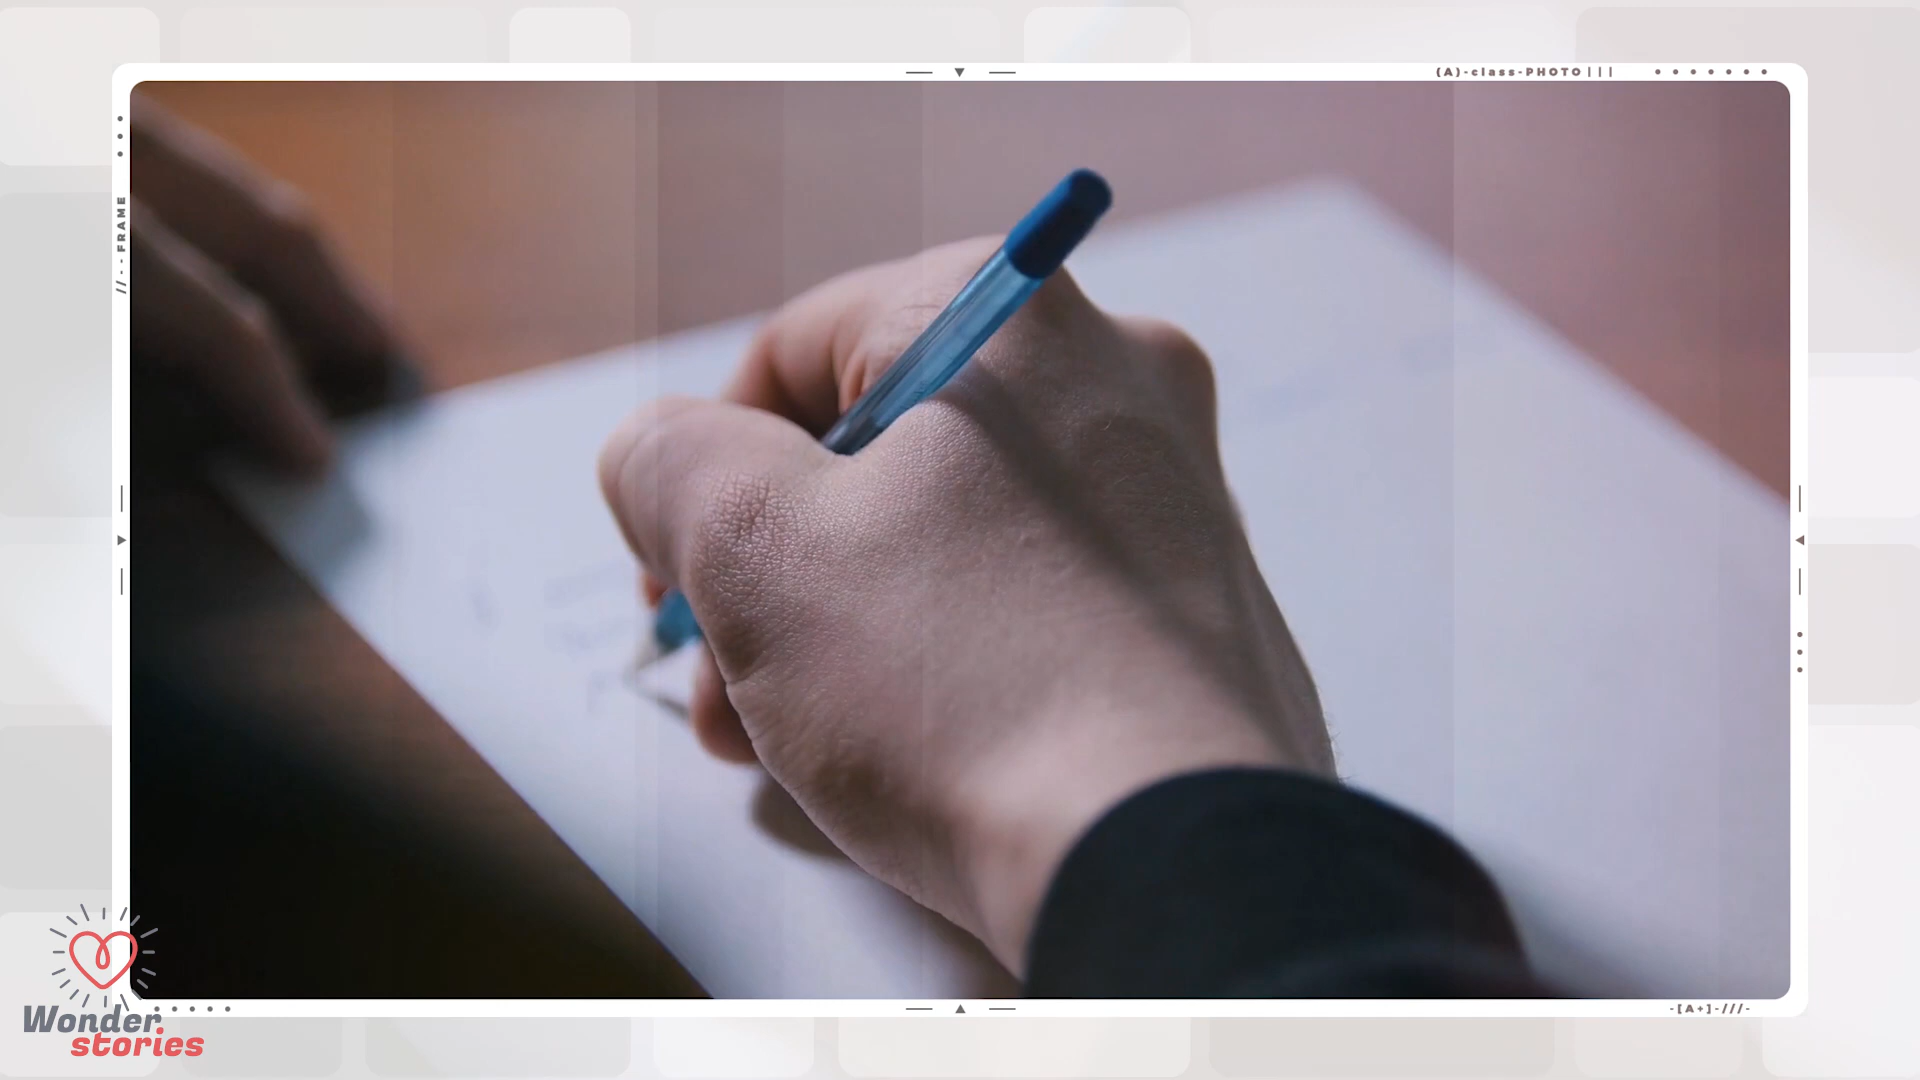 (A)-class-PHOTO|||
//--FRAME
-[A+]-///-
Wonder
stories